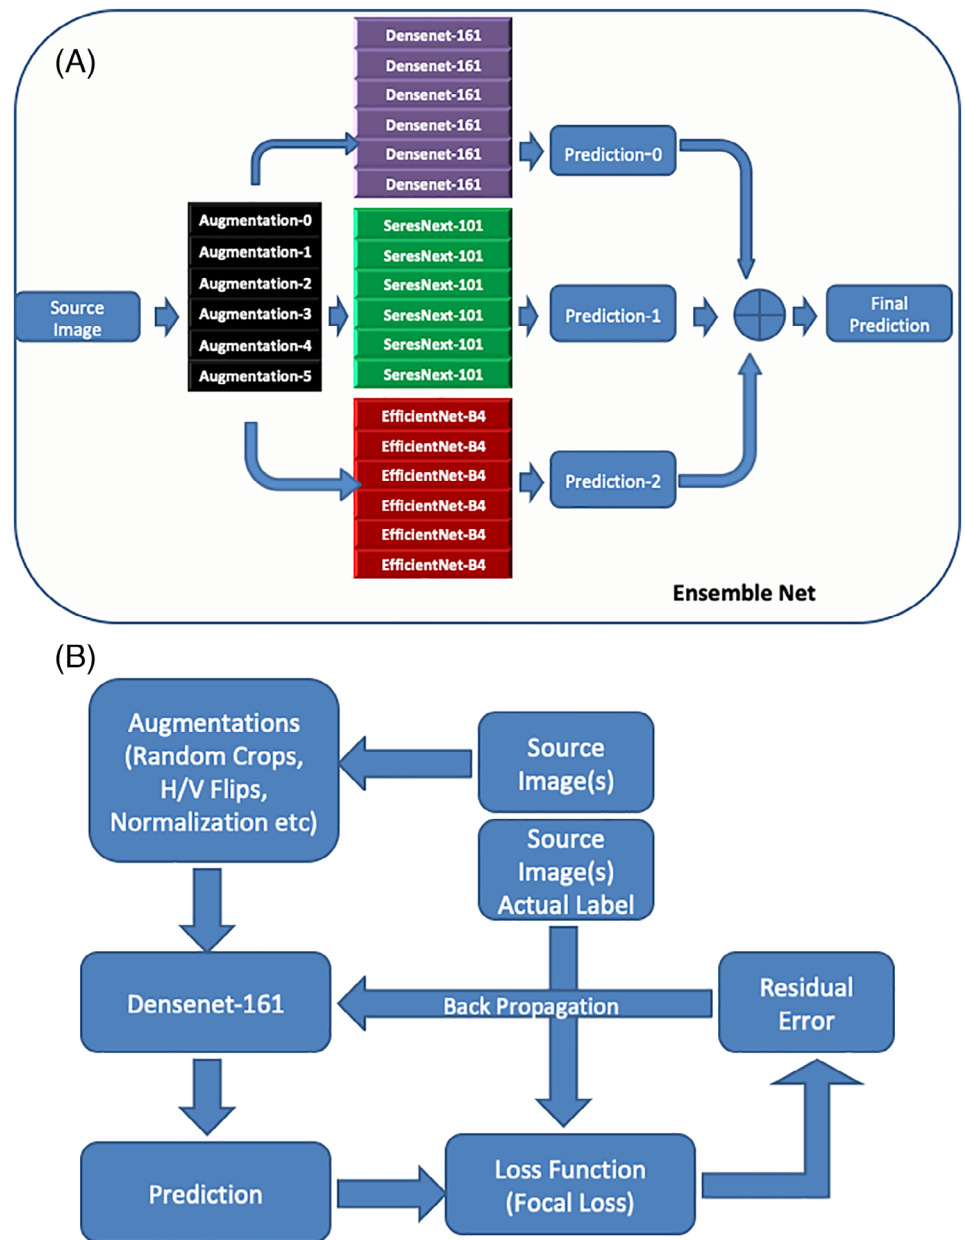 (A)
Densenet-161
Densenet-161
Densenet-161
Densenet-161
Densenet-161
Densenet-161
Prediction-0
Augmentation-0
Augmentation-1
Augmentation-2
Augmentation-3
Augmentation-4
Augmentation-5
Source
Image
SeresNext-101
SeresNext-101
SeresNext-101
SeresNext-101
SeresNext-101
SeresNext-101
Prediction-1
Final
Prediction
EfficientNet-B4
EfficientNet-B4
EfficientNet-B4
EfficientNet-B4
EfficientNet-B4
EfficientNet-B4
Prediction-2
Ensemble Net
(B)
Augmentations
(Random Crops,
H/V Flips,
Normalization etc)
Source
Image(s)
Source
Image(s)
Actual Label
Densenet-161
Back Propagation
Residual
Error
Prediction
Loss Function
(Focal Loss)